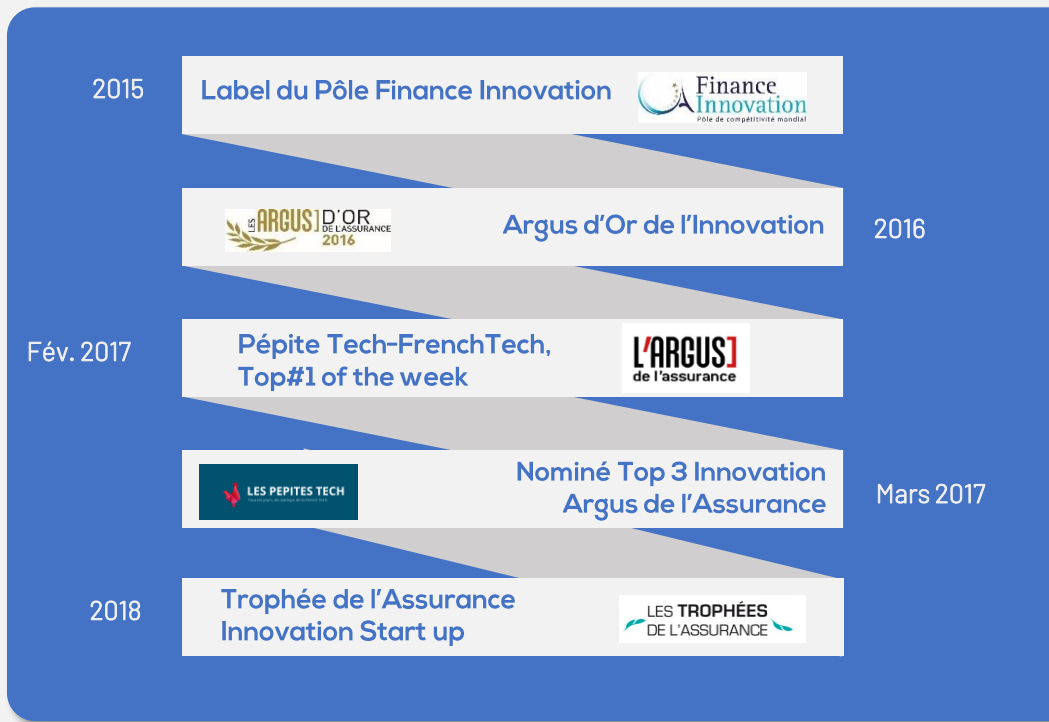 2015
Label du Pôle Finance Innovation
Finance
Innovation
Pôle de compétitivité mondial
LES ARGUS] D'OR
DE L'ASSURANCE
2016
Argus d'Or de l'Innovation
2016
Fév. 2017
Pépite Tech-FrenchTech,
Top#1 of the week
L'ARGUS]
de l'assurance
LES PEPITES TECH
Nominé Top 3 Innovation
Argus de l'Assurance
Mars 2017
2018
Trophée de l'Assurance
Innovation Start up
LES TROPHÉES
DE L'ASSURANCE